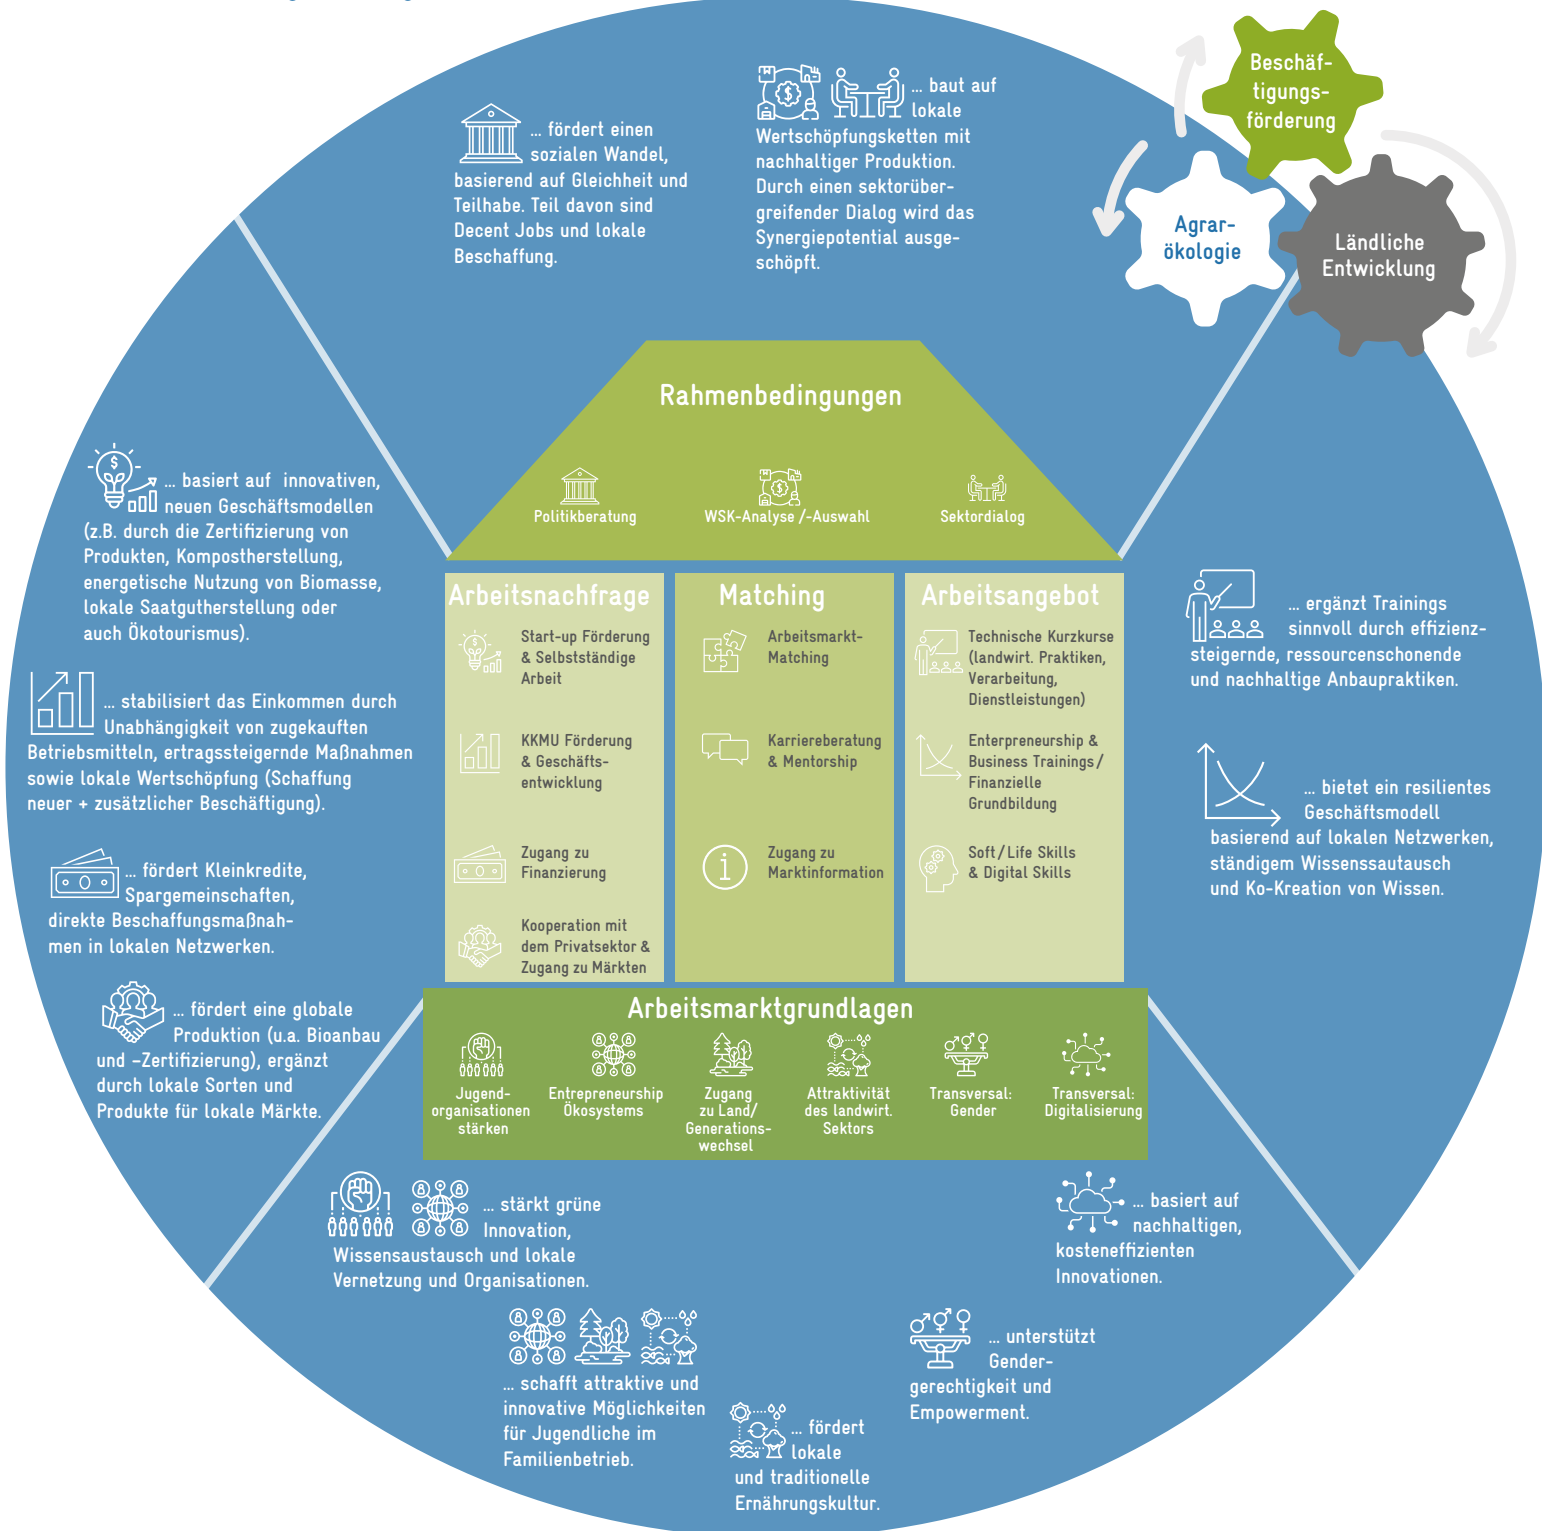 Beschäf-
tigungs-
förderung
Agrar-
ökologie
Ländliche
Entwicklung
... fördert einen
sozialen Wandel,
basierend auf Gleichheit und
Teilhabe. Teil davon sind
Decent Jobs und lokale
Beschaffung.
... baut auf
lokale
Wertschöpfungsketten mit
nachhaltiger Produktion.
Durch einen sektorüber-
greifender Dialog wird das
Synergiepotential ausge-
schöpft.
Rahmenbedingungen
Politikberatung
WSK-Analyse /-Auswahl
Sektordialog
... basiert auf innovativen,
neuen Geschäftsmodellen
(z.B. durch die Zertifizierung von
Produkten, Kompostherstellung,
energetische Nutzung von Biomasse,
lokale Saatgutherstellung oder
auch Ökotourismus).
... stabilisiert das Einkommen durch
Unabhängigkeit von zugekauften
Betriebsmitteln, ertragssteigernde Maßnahmen
sowie lokale Wertschöpfung (Schaffung
neuer + zusätzlicher Beschäftigung).
... fördert Kleinkredite,
Spargemeinschaften,
direkte Beschaffungsmaßnah-
men in lokalen Netzwerken.
... fördert eine globale
Produktion (u.a. Bioanbau
und –Zertifizierung), ergänzt
durch lokale Sorten und
Produkte für lokale Märkte.
Arbeitsnachfrage
Start-up Förderung
& Selbstständige
Arbeit
KKMU Förderung
& Geschäfts-
entwicklung
Zugang zu
Finanzierung
Kooperation mit
dem Privatsektor &
Zugang zu Märkten
Matching
Arbeitsmarkt-
Matching
Karriereberatung
& Mentorship
Zugang zu
Marktinformation
Arbeitsangebot
Technische Kurzkurse
(landwirt. Praktiken,
Verarbeitung,
Dienstleistungen)
Enterpreneurship &
Business Trainings /
Finanzielle
Grundbildung
Soft / Life Skills
& Digital Skills
... ergänzt Trainings
sinnvoll durch effizienz-
steigernde, ressourcenschonende
und nachhaltige Anbaupraktiken.
... bietet ein resilientes
Geschäftsmodell
basierend auf lokalen Netzwerken,
ständigem Wissenssautausch
und Ko-Kreation von Wissen.
Arbeitsmarktgrundlagen
Jugend-
organisationen
stärken
Entrepreneurship
Ökosystems
Zugang
zu Land/
Generations-
wechsel
Attraktivität
des landwirt.
Sektors
Transversal:
Gender
Transversal:
Digitalisierung
... stärkt grüne
Innovation,
Wissensaustausch und lokale
Vernetzung und Organisationen.
... schafft attraktive und
innovative Möglichkeiten
für Jugendliche im
Familienbetrieb.
... fördert
lokale
und traditionelle
Ernährungskultur.
... unterstützt
Gender-
gerechtigkeit und
Empowerment.
... basiert auf
nachhaltigen,
kosteneffizienten
Innovationen.